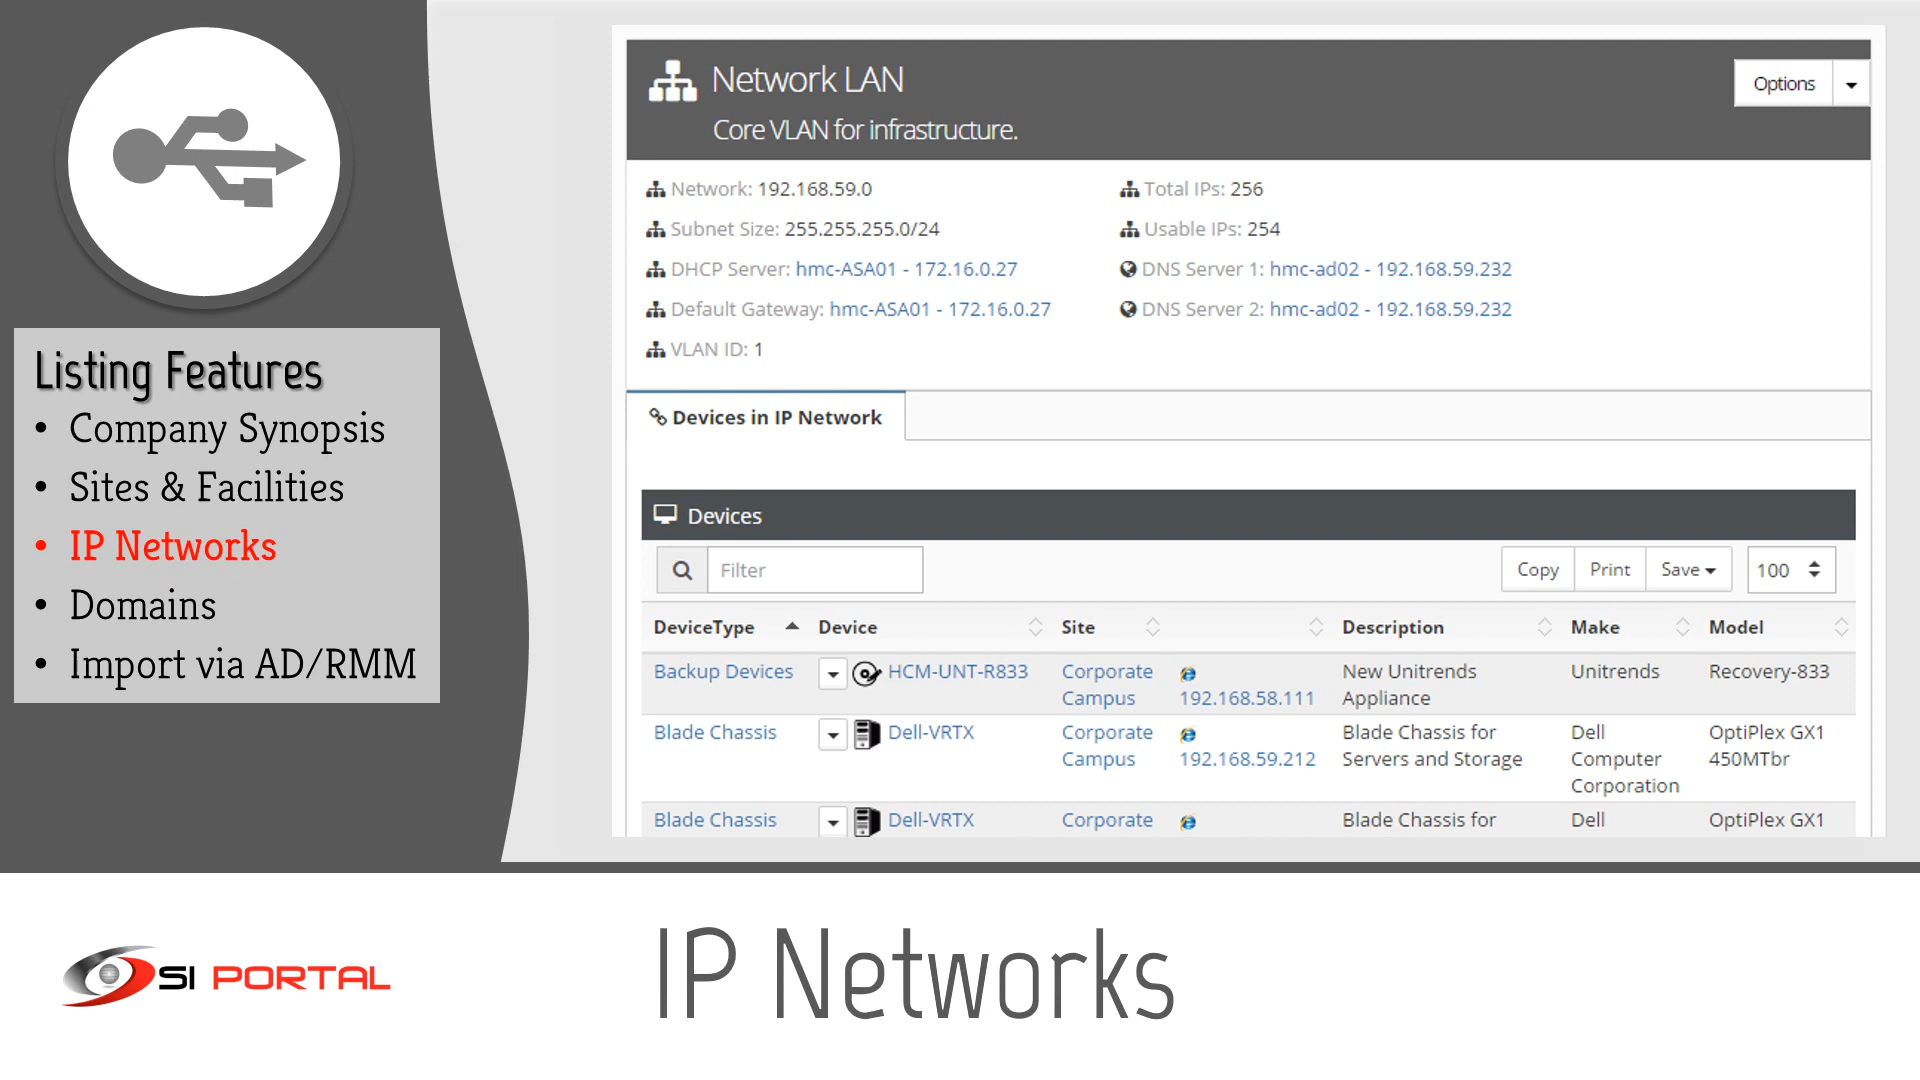 Network LAN
Core VLAN for infrastructure.
Options
Network: 192.168.59.0
Total IPs: 256
Subnet Size: 255.255.255.0/24
Usable IPs: 254
DHCP Server: hmc-ASA01 - 172.16.0.27
DNS Server 1: hmc-ad02 - 192.168.59.232
Default Gateway: hmc-ASA01 - 172.16.0.27
DNS Server 2: hmc-ad02 - 192.168.59.232
VLAN ID: 1
Listing Features
• Company Synopsis
• Sites & Facilities
• IP Networks
• Domains
• Import via AD/RMM
Devices in IP Network
Devices
Filter
Copy Print Save 100
DeviceType Device Site Description Make Model
Backup Devices HCM-UNT-R833 Corporate New Unitrends Unitrends Recovery-833
Campus 192.168.58.111 Appliance
Blade Chassis Dell-VRTX Corporate Blade Chassis for Dell OptiPlex GX1
Campus 192.168.59.212 Servers and Storage Computer 450MTbr
Corporation
Blade Chassis Dell-VRTX Corporate Blade Chassis for Dell OptiPlex GX1
SI PORTAL
IP Networks